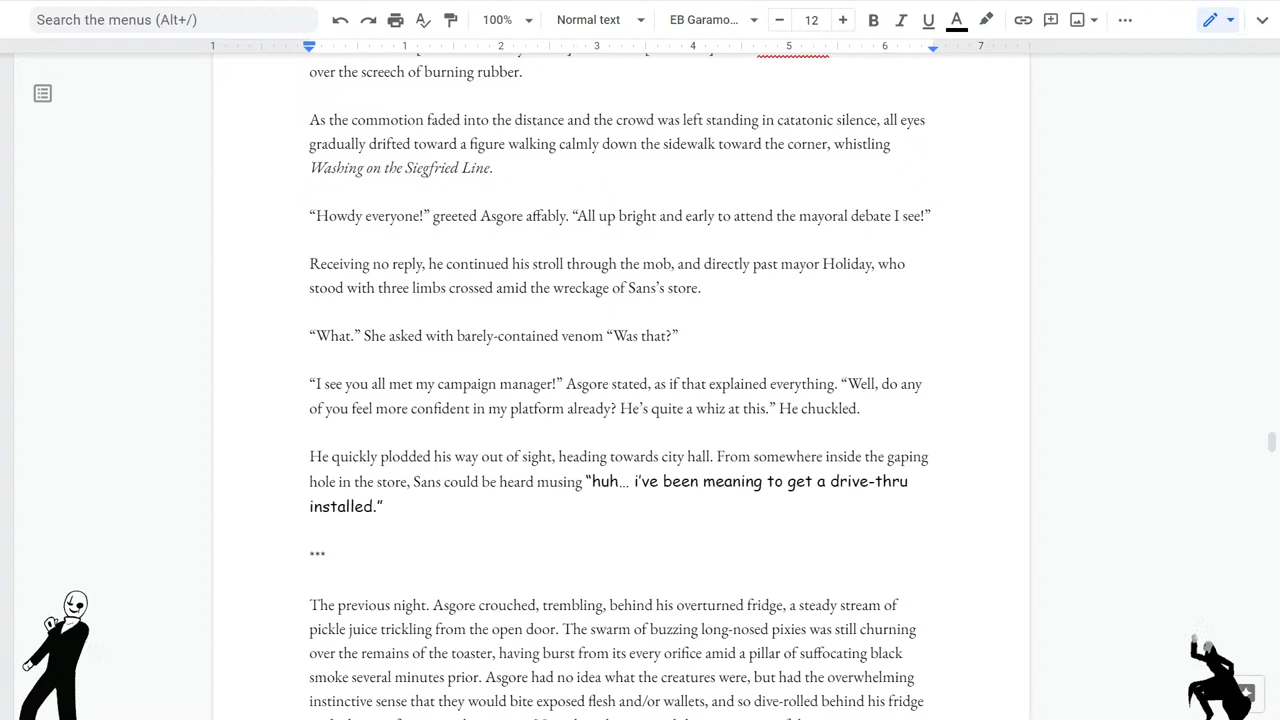 Search the menus (Alt+/)
100%
Normal text
EB Garamo...
12
B I U A
1 1 2 3 4 5 6 7
over the screech of burning rubber.
As the commotion faded into the distance and the crowd was left standing in catatonic silence, all eyes
gradually drifted toward a figure walking calmly down the sidewalk toward the corner, whistling
Washing on the Siegfried Line.
“Howdy everyone!” greeted Asgore affably. “All up bright and early to attend the mayoral debate I see!”
Receiving no reply, he continued his stroll through the mob, and directly past mayor Holiday, who
stood with three limbs crossed amid the wreckage of Sans’s store.
“What.” She asked with barely-contained venom “Was that?”
“I see you all met my campaign manager!” Asgore stated, as if that explained everything. “Well, do any
of you feel more confident in my platform already? He’s quite a whiz at this.” He chuckled.
He quickly plodded his way out of sight, heading towards city hall. From somewhere inside the gaping
hole in the store, Sans could be heard musing “huh... i’ve been meaning to get a drive-thru
installed.”
***
The previous night. Asgore crouched, trembling, behind his overturned fridge, a steady stream of
pickle juice trickling from the open door. The swarm of buzzing long-nosed pixies was still churning
over the remains of the toaster, having burst from its every orifice amid a pillar of suffocating black
smoke several minutes prior. Asgore had no idea what the creatures were, but had the overwhelming
instinctive sense that they would bite exposed flesh and/or wallets, and so dive-rolled behind his fridge